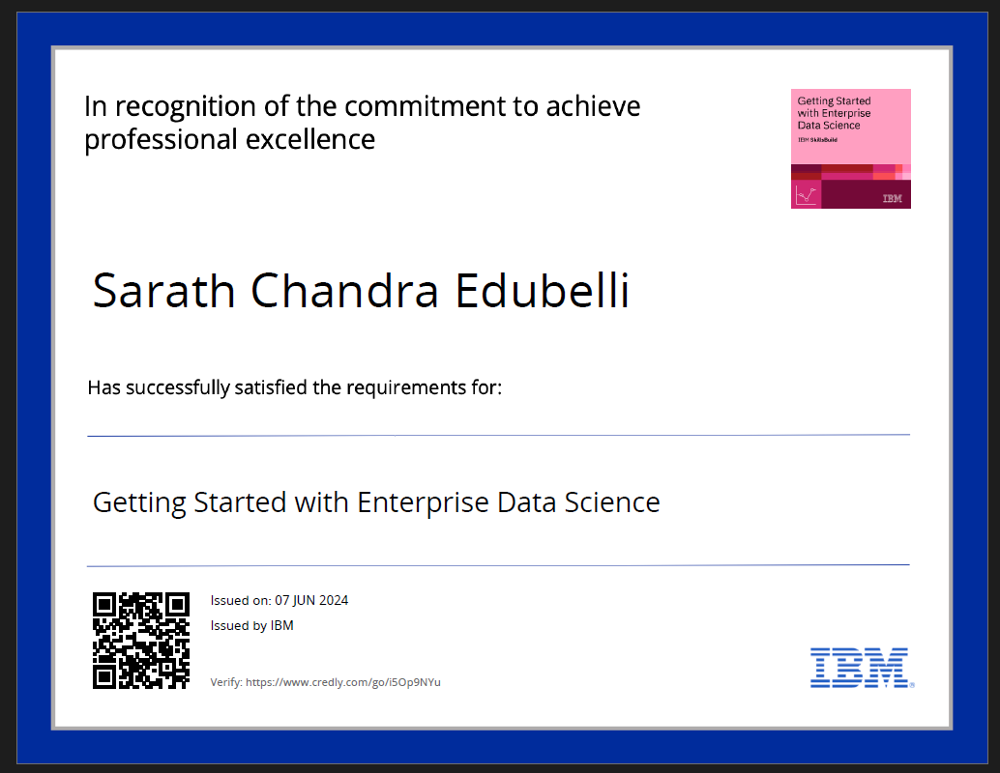 In recognition of the commitment to achieve
professional excellence
Getting Started
with Enterprise
Data Science
IBM SkillsBuild
IBM
Sarath Chandra Edubelli
Has successfully satisfied the requirements for:
Getting Started with Enterprise Data Science
Issued on: 07 JUN 2024
Issued by IBM
Verify: https://www.credly.com/go/i5Op9NYu
IBM®